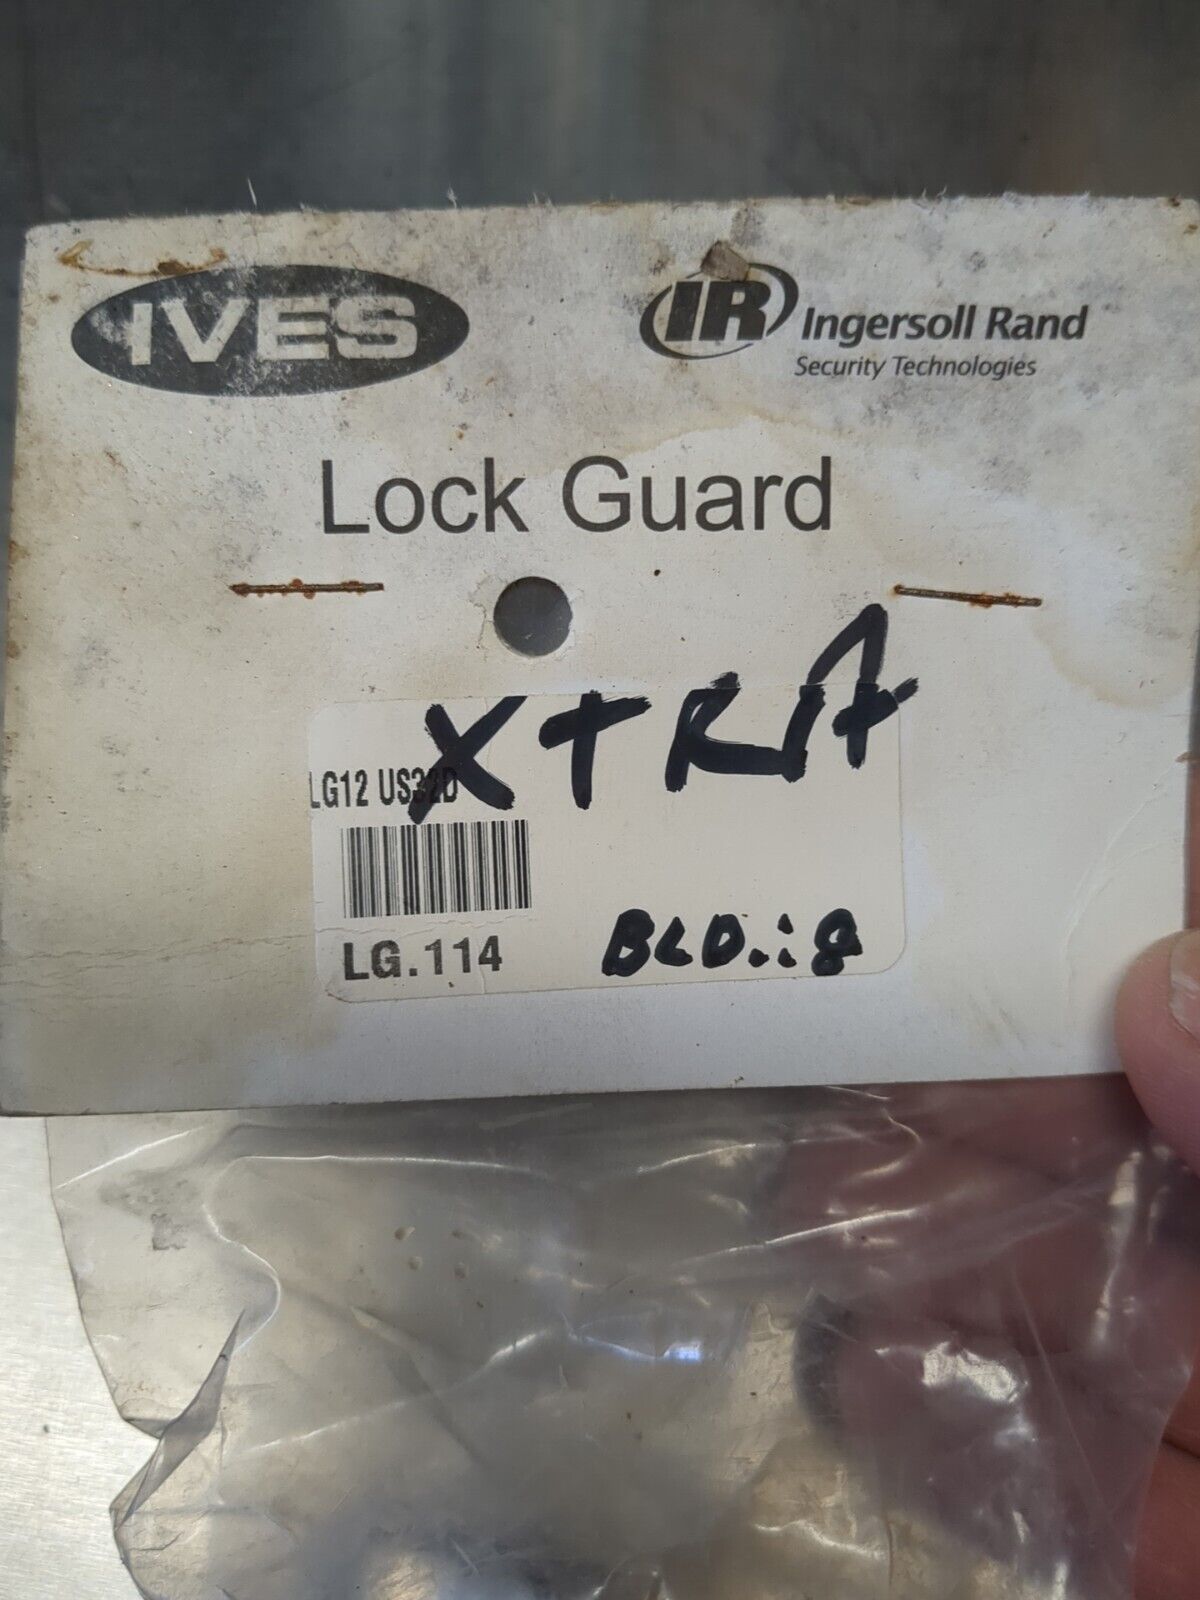 IVES
IR Ingersoll Rand
Security Technologies
Lock Guard
XTRA
LG12 US32D
LG.114
BLD.:8